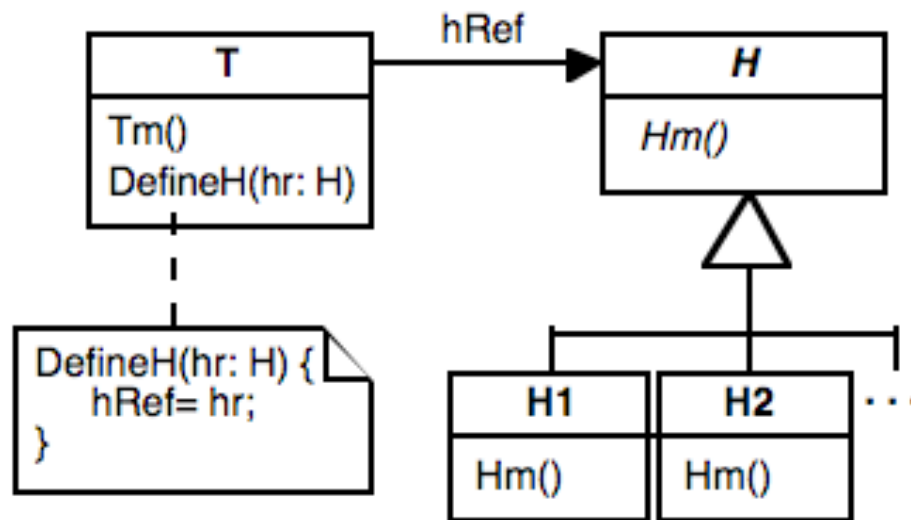 T
hRef
H
Tm()
DefineH(hr: H)
Hm()
DefineH(hr: H) {
hRef= hr;
}
H1
H2
...
Hm()
Hm()